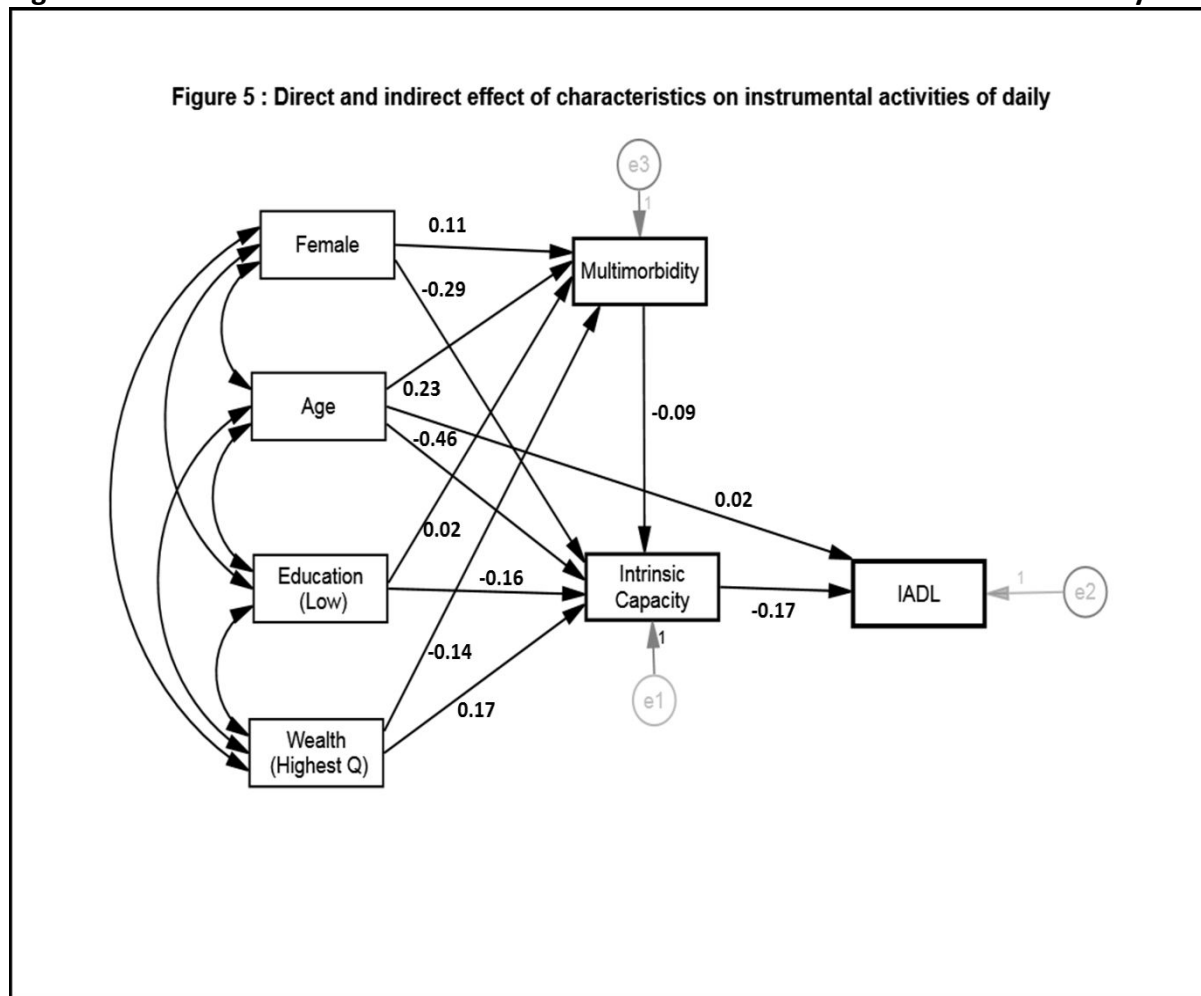 Figure 5 : Direct and indirect effect of characteristics on instrumental activities of daily
e3
1
Female
0.11
Multimorbidity
-0.29
Age
0.23
-0.46
-0.09
0.02
0.02
Education
(Low)
-0.16
Intrinsic
Capacity
-0.17
IADL
1
e2
1
e1
-0.14
0.17
Wealth
(Highest Q)